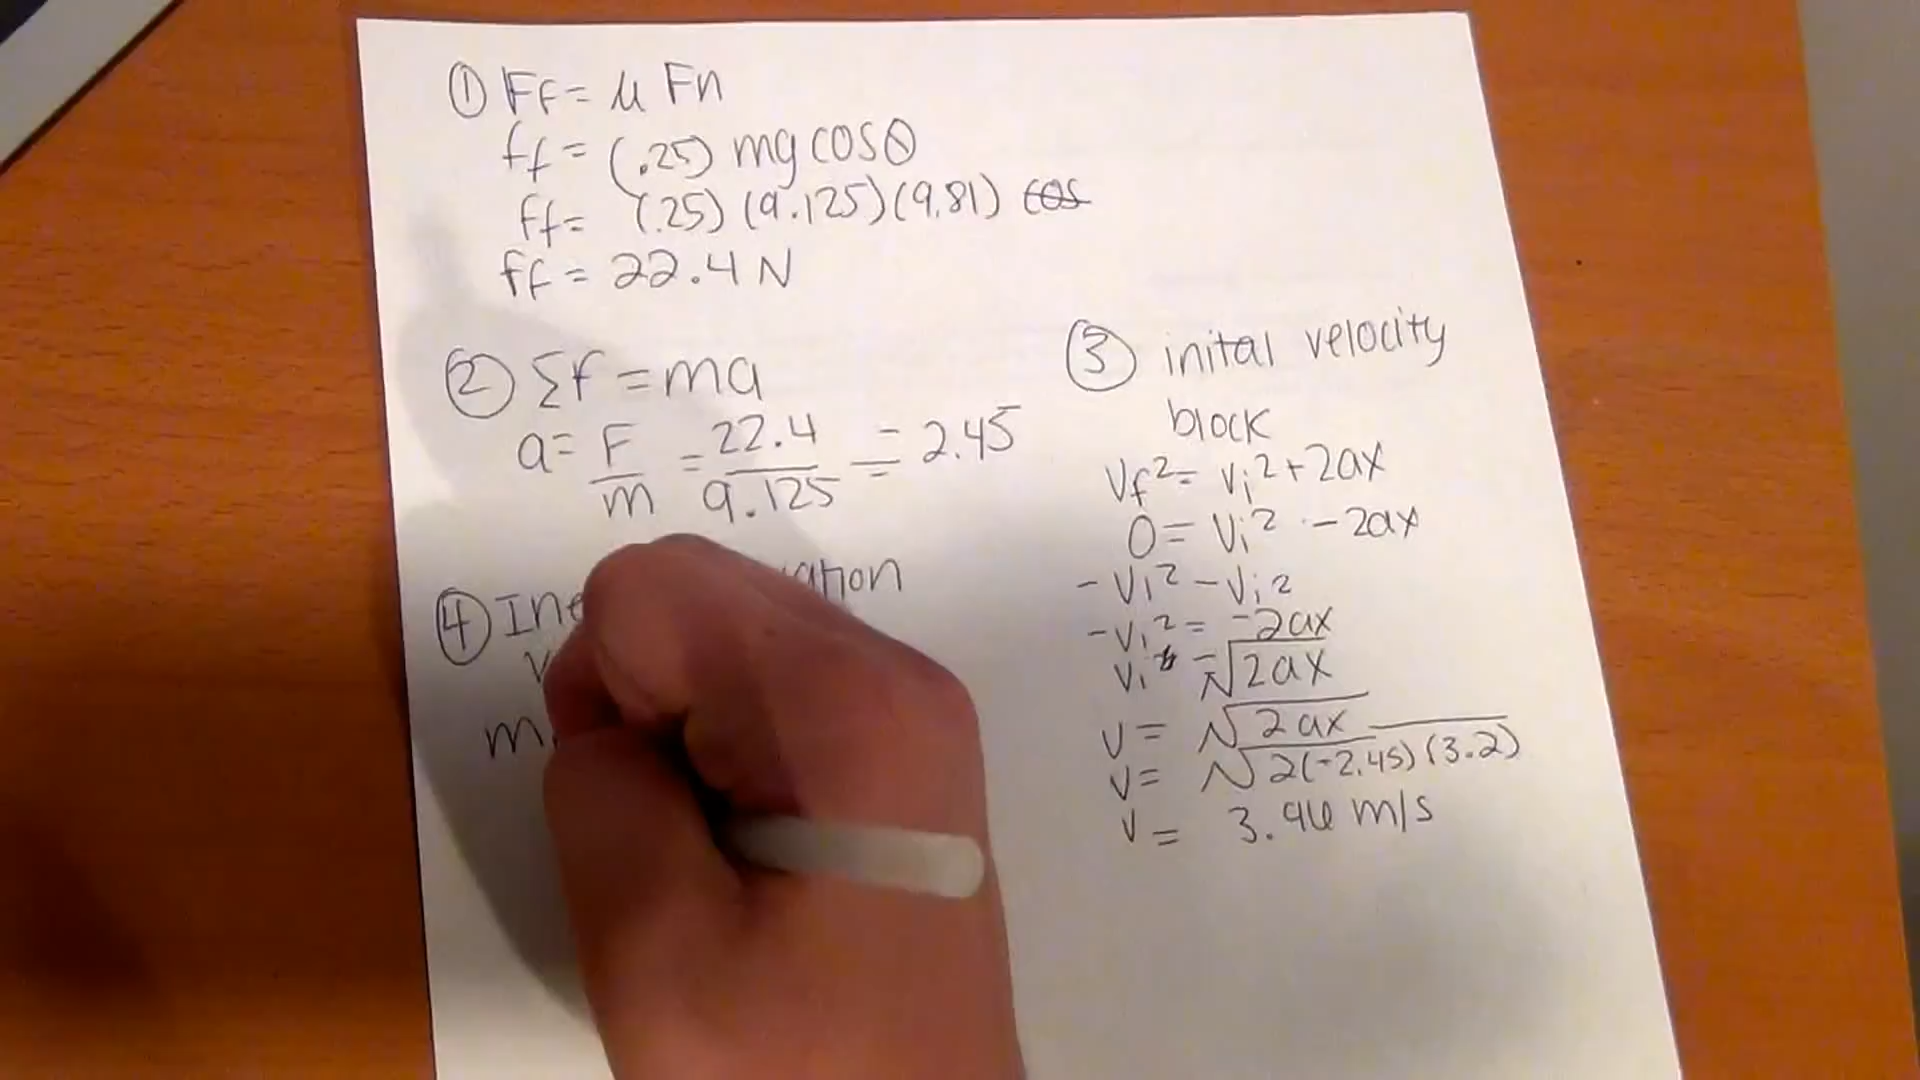 ① Ff = μ Fn
Ff = (.25) mg cosθ
Ff = (.25)(9.125)(9.81) cos
Ff = 22.4 N
② Σf = ma
a = F/m = 22.4/9.125 = 2.45
③ inital velocity
block
Vf² = Vi² + 2ax
0 = Vi² - 2ax
-Vi² -Vi²
-Vi² = -2ax
Vi = √2ax
v = √2ax
v = √2(-2.45)(3.2)
v = 3.96 m/s
④